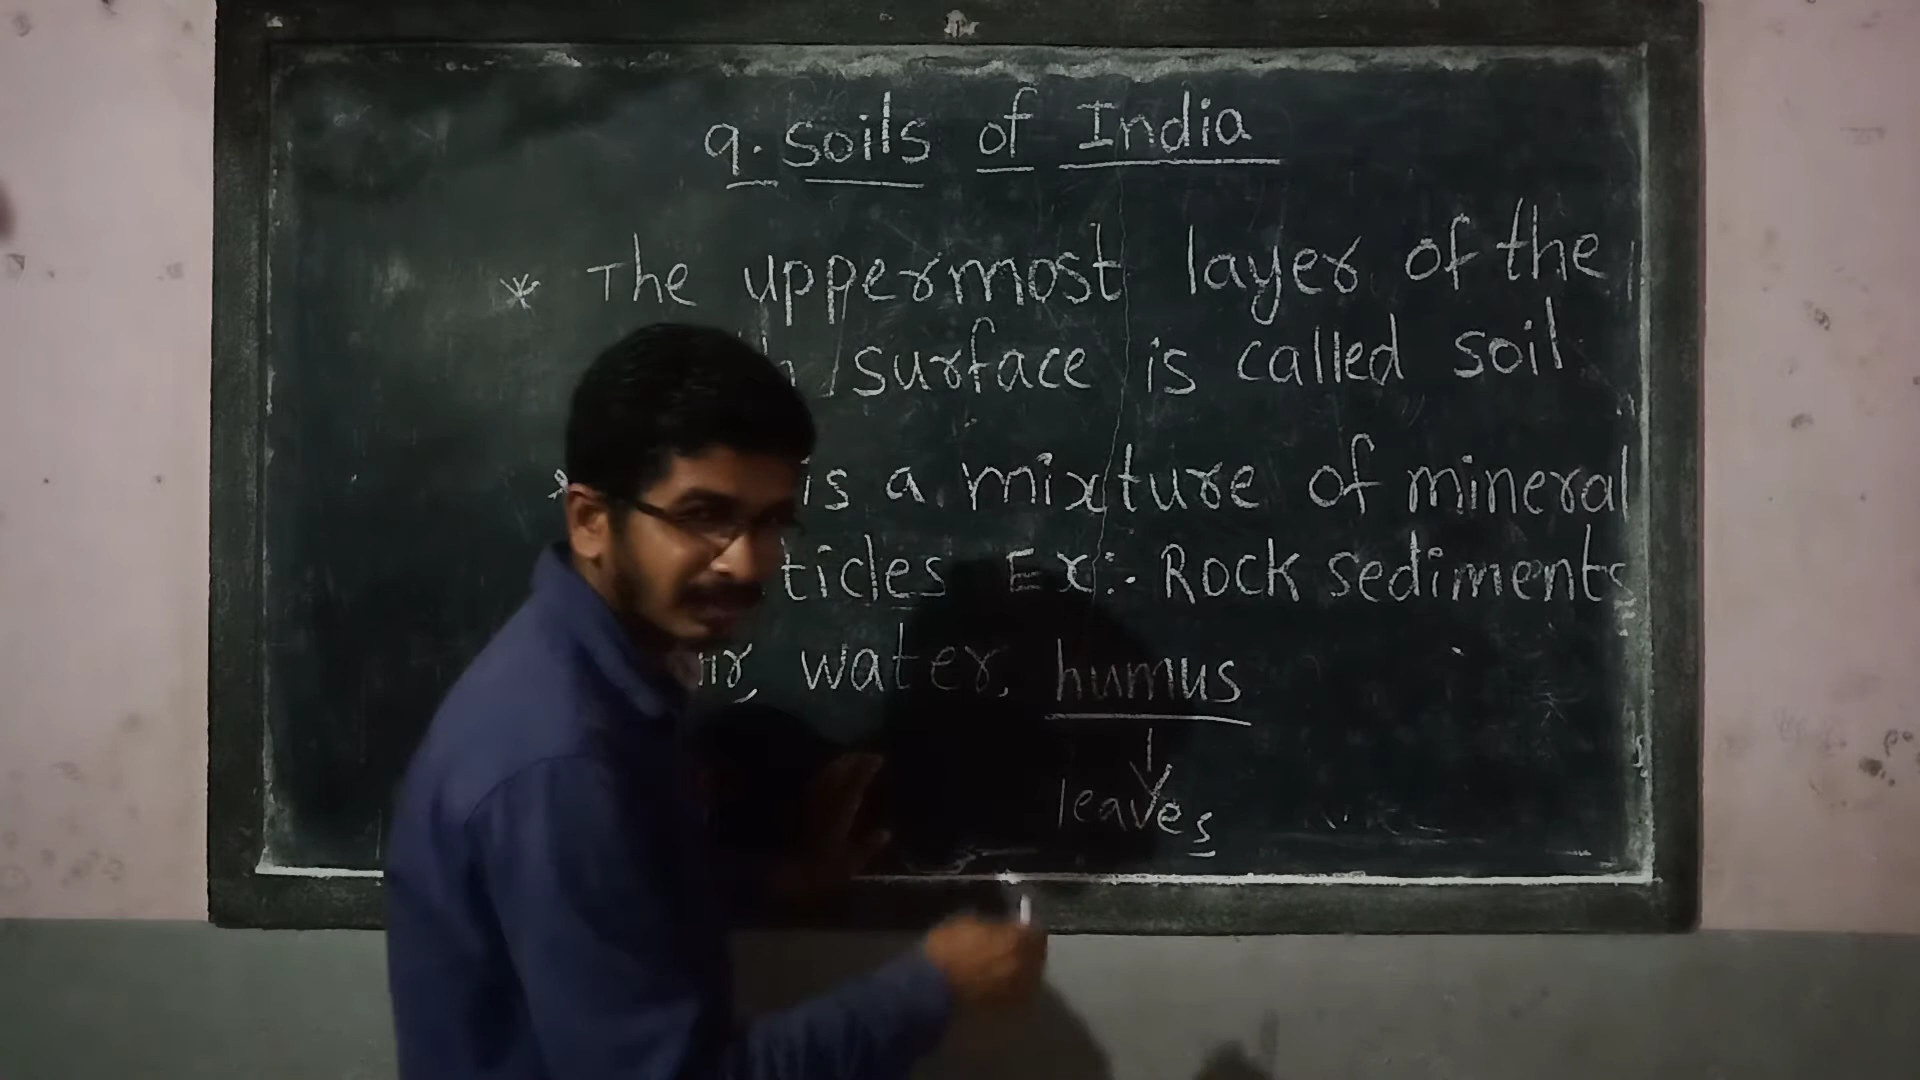 9. Soils of India
* The uppermost layer of the
surface is called soil
* is a mixture of mineral
ticles Ex:- Rock sediments
water, humus
leaves